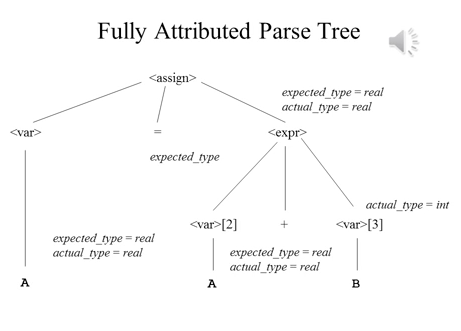 Fully Attributed Parse Tree
<assign>
expected_type = real
actual_type = real
<var>
=
<expr>
expected_type
actual_type = int
<var>[2]
+
<var>[3]
expected_type = real
actual_type = real
expected_type = real
actual_type = real
A
A
B